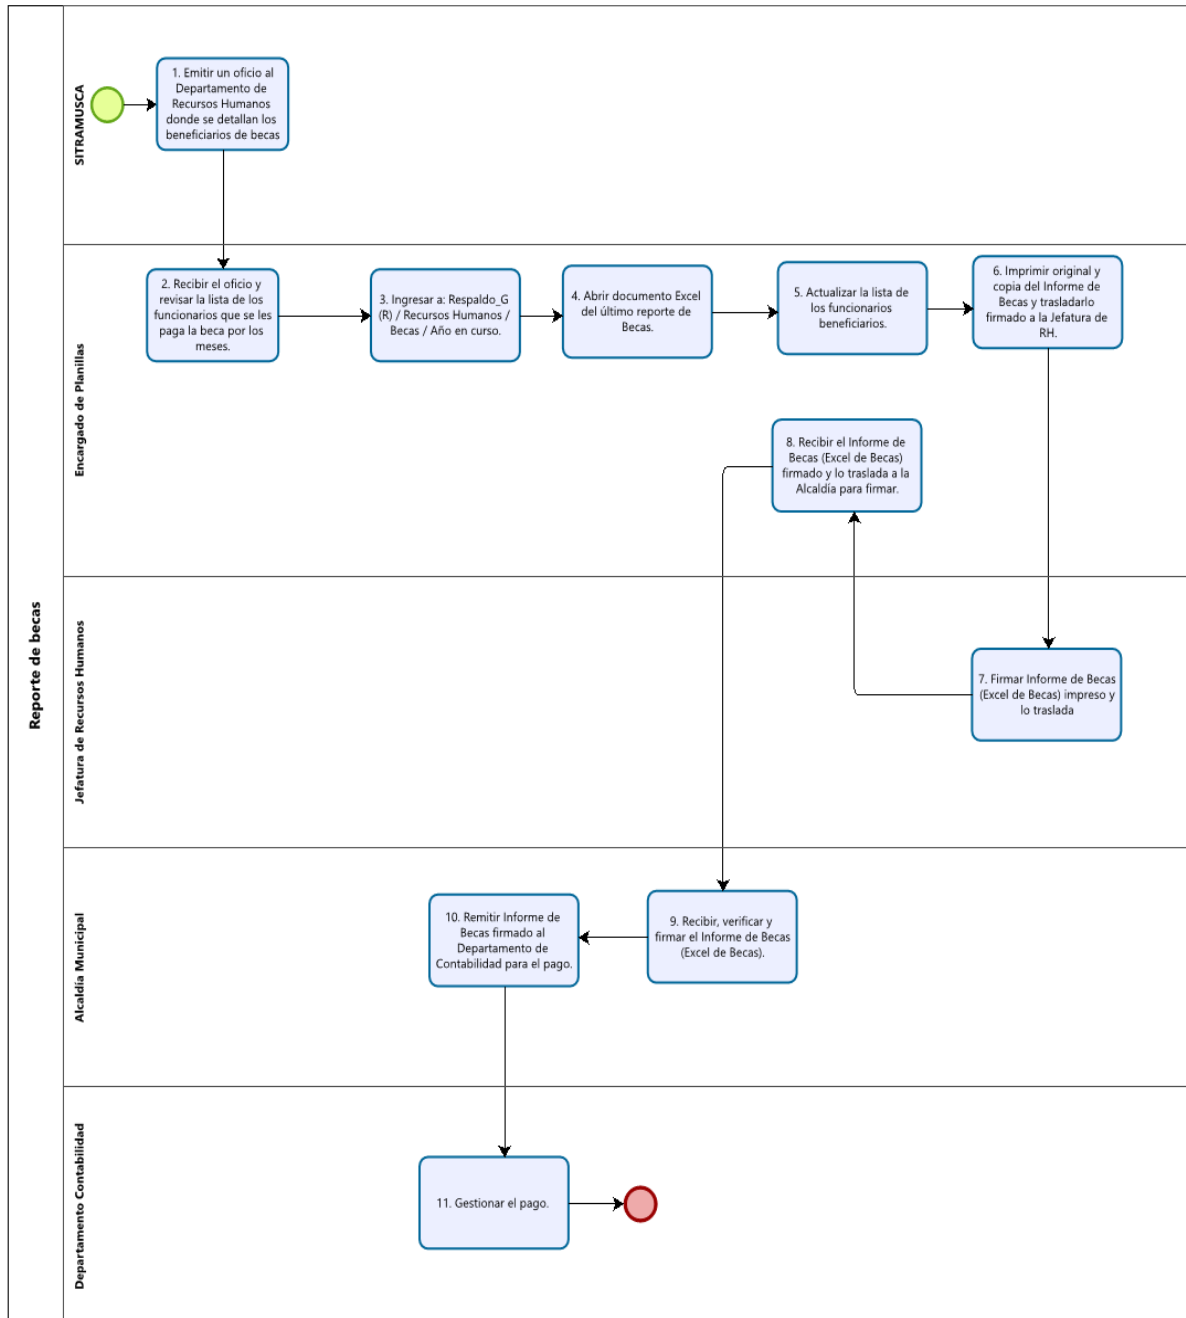 Reporte de becas
SITRAMUSCA
1. Emitir un oficio al
Departamento de
Recursos Humanos
donde se detallan los
beneficiarios de becas
Encargado de Planillas
2. Recibir el oficio y
revisar la lista de los
funcionarios que se les
paga la beca por los
meses.
3. Ingresar a: Respaldo_G
(R) / Recursos Humanos /
Becas / Año en curso.
4. Abrir documento Excel
del último reporte de
Becas.
5. Actualizar la lista de
los funcionarios
beneficiarios.
6. Imprimir original y
copia del Informe de
Becas y trasladarlo
firmado a la Jefatura de
RH.
8. Recibir el Informe de
Becas (Excel de Becas)
firmado y lo traslada a la
Alcaldía para firmar.
Jefatura de Recursos Humanos
7. Firmar Informe de Becas
(Excel de Becas) impreso y
lo traslada
Alcaldía Municipal
10. Remitir Informe de
Becas firmado al
Departamento de
Contabilidad para el pago.
9. Recibir, verificar y
firmar el Informe de Becas
(Excel de Becas).
Departamento Contabilidad
11. Gestionar el pago.